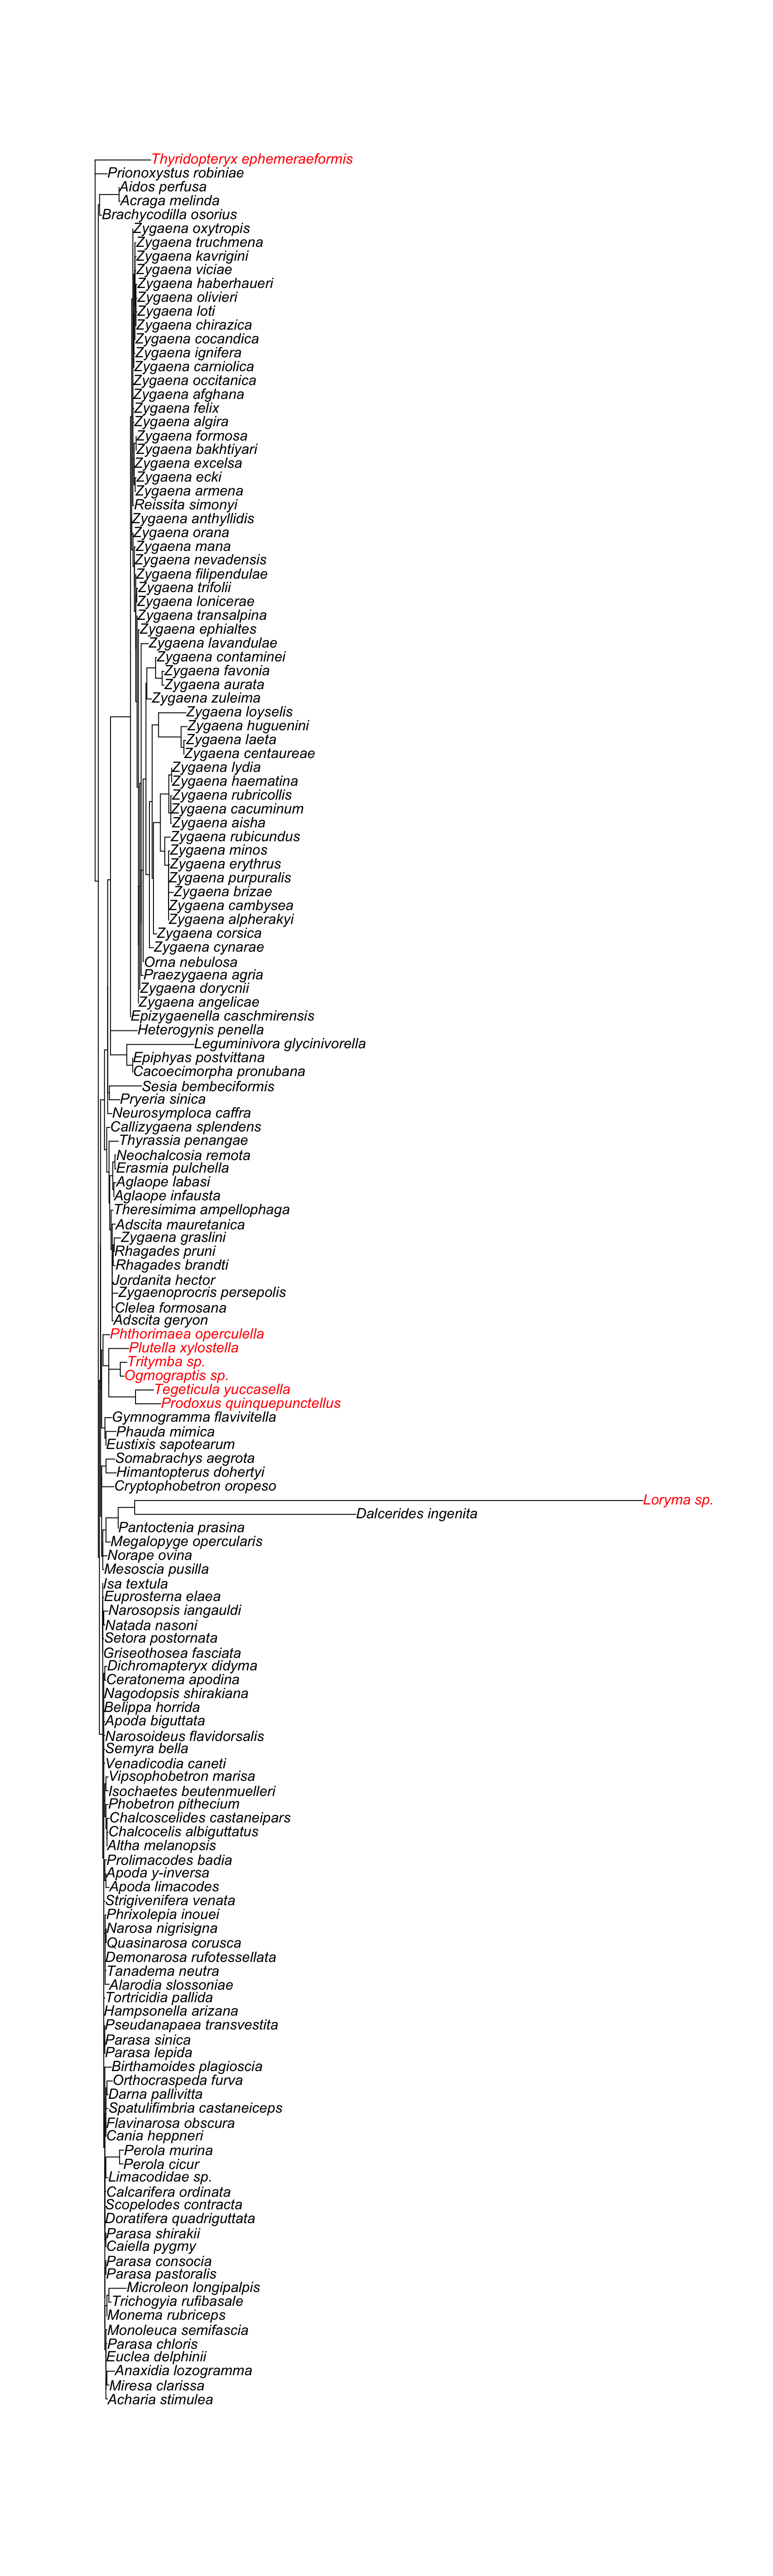 Thyridopteryx ephemeraeformis
Prionoxystus robiniae
Aidos perfusa
Acraga melinda
Brachycodilla osorius
Zygaena oxytropis
Zygaena truchmena
Zygaena kavrigini
Zygaena viciae
Zygaena haberhaueri
Zygaena olivieri
Zygaena loti
Zygaena chirazica
Zygaena cocandica
Zygaena ignifera
Zygaena carniolica
Zygaena occitanica
Zygaena afghana
Zygaena felix
Zygaena algira
Zygaena formosa
Zygaena bakhtiyari
Zygaena excelsa
Zygaena ecki
Zygaena armena
Reissita simonyi
Zygaena anthyllidis
Zygaena orana
Zygaena mana
Zygaena nevadensis
Zygaena filipendulae
Zygaena trifolii
Zygaena lonicerae
Zygaena transalpina
Zygaena ephialtes
Zygaena lavandulae
Zygaena contaminei
Zygaena favonia
Zygaena aurata
Zygaena zuleima
Zygaena loyselis
Zygaena huguenini
Zygaena laeta
Zygaena centaureae
Zygaena lydia
Zygaena haematina
Zygaena rubricollis
Zygaena cacuminum
Zygaena aisha
Zygaena rubicundus
Zygaena minos
Zygaena erythrus
Zygaena purpuralis
Zygaena brizae
Zygaena cambysea
Zygaena alpherakyi
Zygaena corsica
Zygaena cynarae
Orna nebulosa
Praezygaena agria
Zygaena dorycnii
Zygaena angelicae
Epizygaenella caschmirensis
Heterogynis penella
Leguminivora glycinivorella
Epiphyas postvittana
Cacoecimorpha pronubana
Sesia bembeciformis
Pryeria sinica
Neurosymploca caffra
Callizygaena splendens
Thyrassia penangae
Neochalcosia remota
Erasmia pulchella
Aglaope labasi
Aglaope infausta
Theresimima ampellophaga
Adscita mauretanica
Zygaena graslini
Rhagades pruni
Rhagades brandti
Jordanita hector
Zygaenoprocris persepolis
Clelea formosana
Adscita geryon
Phthorimaea operculella
Plutella xylostella
Tritymba sp.
Ogmograptis sp.
Tegeticula yuccasella
Prodoxus quinquepunctellus
Gymnogramma flavivitella
Phauda mimica
Eustixis sapotearum
Somabrachys aegrota
Himantopterus dohertyi
Cryptophobetron oropeso
Loryma sp.
Dalcerides ingenita
Pantoctenia prasina
Megalopyge opercularis
Norape ovina
Mesoscia pusilla
Isa textula
Euprosterna elaea
Narosopsis iangauldi
Natada nasoni
Setora postornata
Griseothosea fasciata
Dichromapteryx didyma
Ceratonema apodina
Nagodopsis shirakiana
Belippa horrida
Apoda biguttata
Narosoideus flavidorsalis
Semyra bella
Venadicodia caneti
Vipsophobetron marisa
Isochaetes beutenmuelleri
Phobetron pithecium
Chalcoscelides castaneipars
Chalcocelis albiguttatus
Altha melanopsis
Prolimacodes badia
Apoda y-inversa
Apoda limacodes
Strigivenifera venata
Phrixolepia inouei
Narosa nigrisigna
Quasinarosa corusca
Demonarosa rufotessellata
Tanadema neutra
Alarodia slossoniae
Tortricidia pallida
Hampsonella arizana
Pseudanapaea transvestita
Parasa sinica
Parasa lepida
Birthamoides plagioscia
Orthocraspeda furva
Darna pallivitta
Spatulifimbria castaneiceps
Flavinarosa obscura
Cania heppneri
Perola murina
Perola cicur
Limacodidae sp.
Calcarifera ordinata
Scopelodes contracta
Doratifera quadriguttata
Parasa shirakii
Caiella pygmy
Parasa consocia
Parasa pastoralis
Microleon longipalpis
Trichogyia rufibasale
Monema rubriceps
Monoleuca semifascia
Parasa chloris
Euclea delphinii
Anaxidia lozogramma
Miresa clarissa
Acharia stimulea